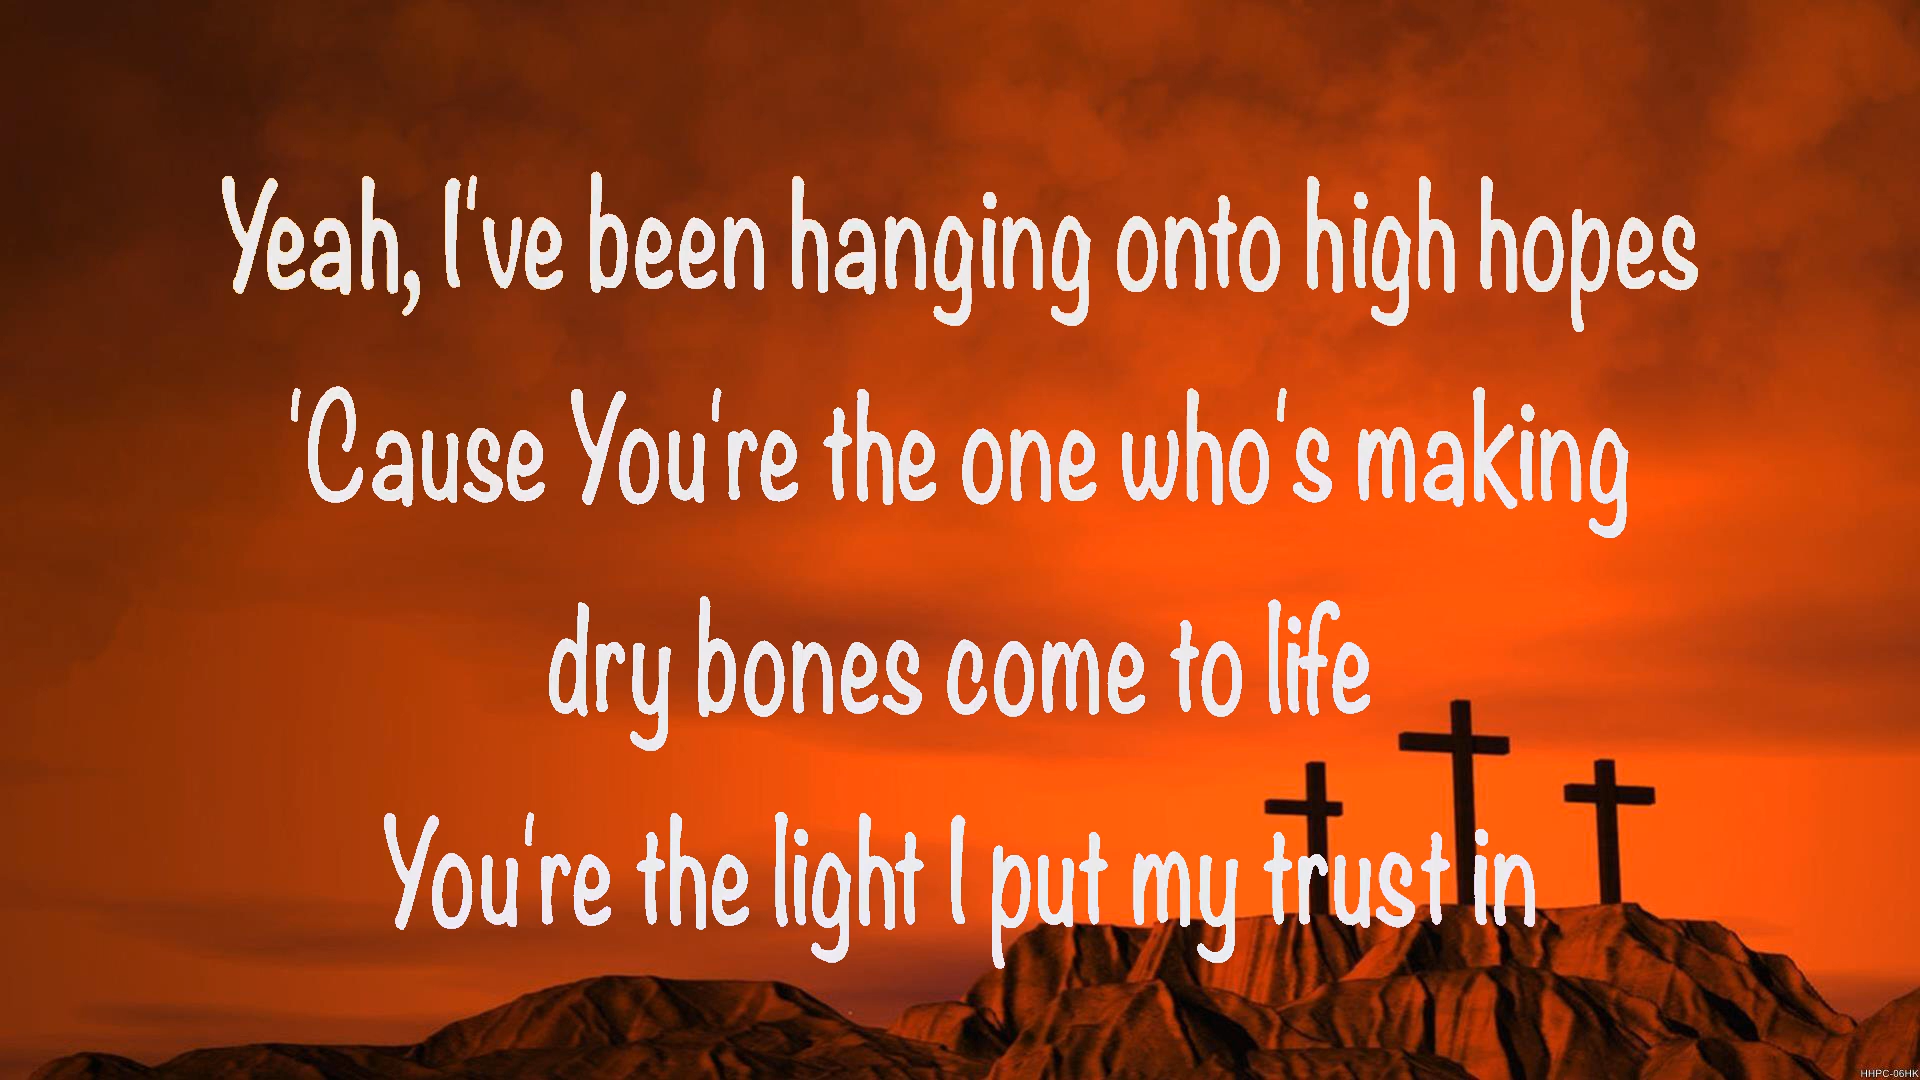 Yeah, I've been hanging onto high hopes
'Cause You're the one who's making
dry bones come to life
You're the light I put my trust in
HHPC-06HK